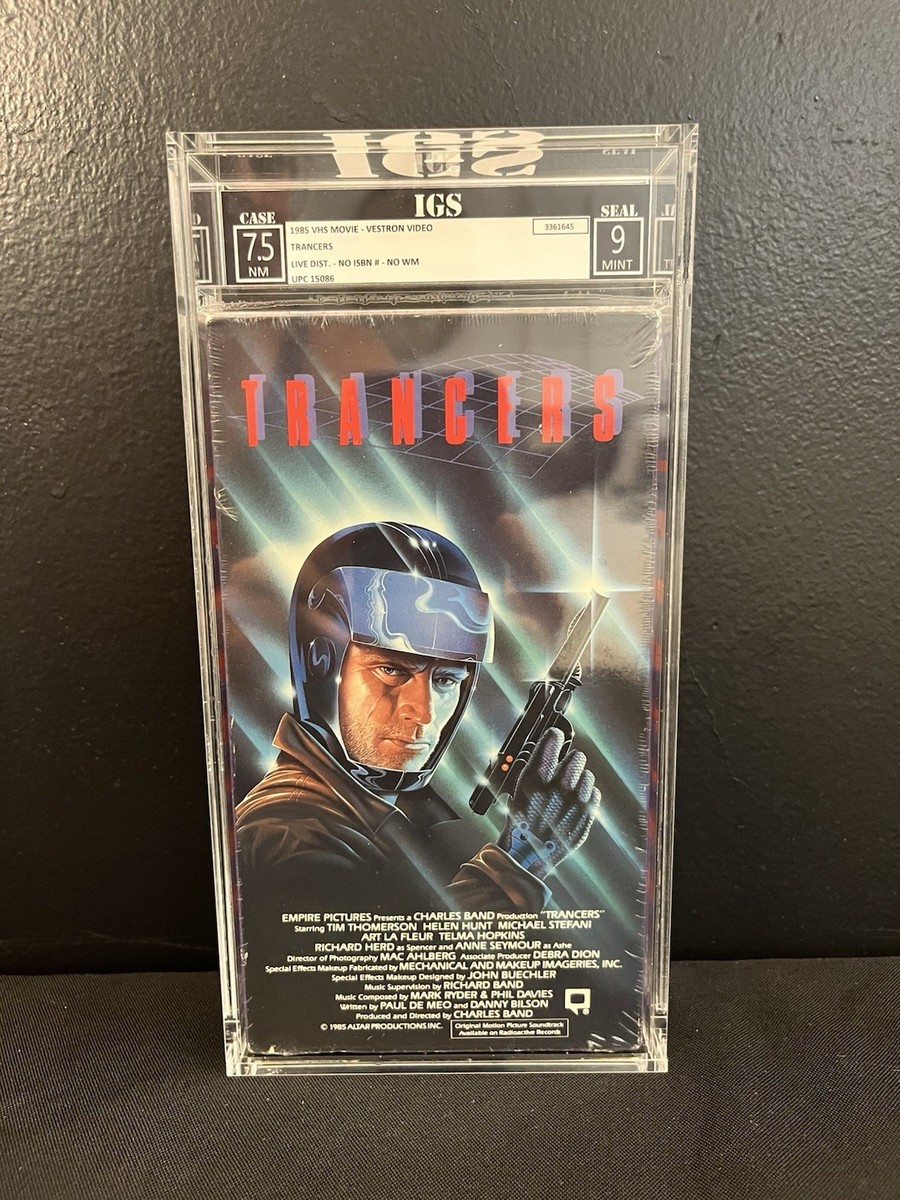 IGS
IGS
CASE
7.5
NM
1985 VHS MOVIE - VESTRON VIDEO
3361645
TRANCERS
LIVE DIST. - NO ISBN # - NO WM
UPC 15086
SEAL
9
MINT
TRANCERS
EMPIRE PICTURES Presents a CHARLES BAND Production "TRANCERS"
Starring TIM THOMERSON HELEN HUNT MICHAEL STEFANI
ART LA FLEUR TELMA HOPKINS
RICHARD HERD as Spencer and ANNE SEYMOUR as Ashe
Director of Photography MAC AHLBERG Associate Producer DEBRA DION
Special Effects Makeup Fabricated by MECHANICAL AND MAKEUP IMAGERIES, INC.
Special Effects Makeup Designed by JOHN BUECHLER
Music Supervision by RICHARD BAND
Music Composed by MARK RYDER & PHIL DAVIES
Written by PAUL DE MEO and DANNY BILSON
Produced and Directed by CHARLES BAND
© 1985 ALTAR PRODUCTIONS INC.
Original Motion Picture Soundtrack
Available on Radioactive Records